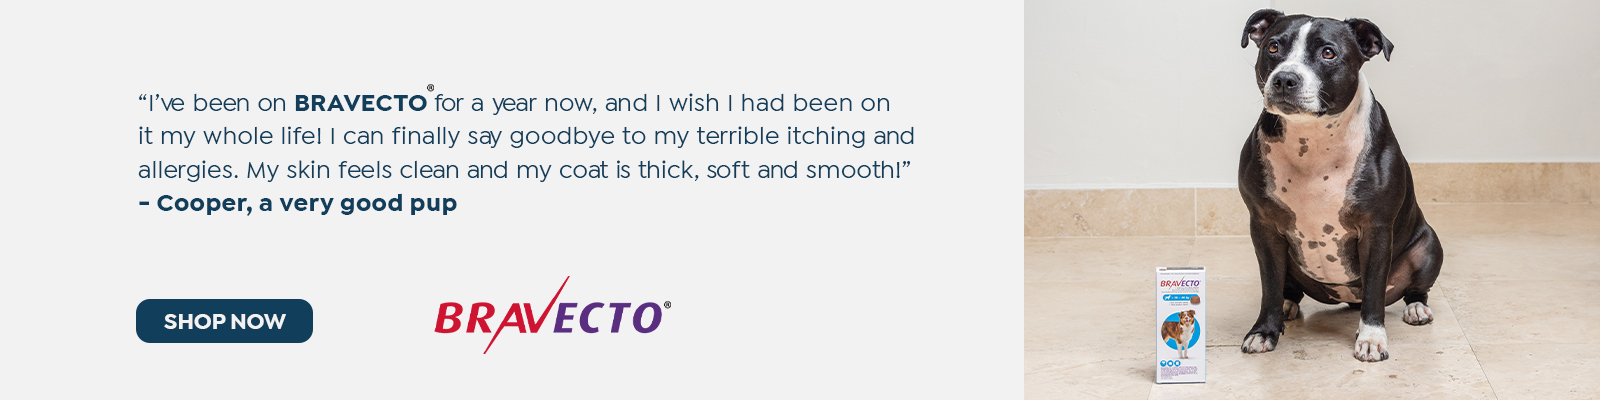 “I’ve been on BRAVECTO® for a year now, and I wish I had been on
it my whole life! I can finally say goodbye to my terrible itching and
allergies. My skin feels clean and my coat is thick, soft and smooth!”
- Cooper, a very good pup
SHOP NOW
BRAVECTO®
BRAVECTO